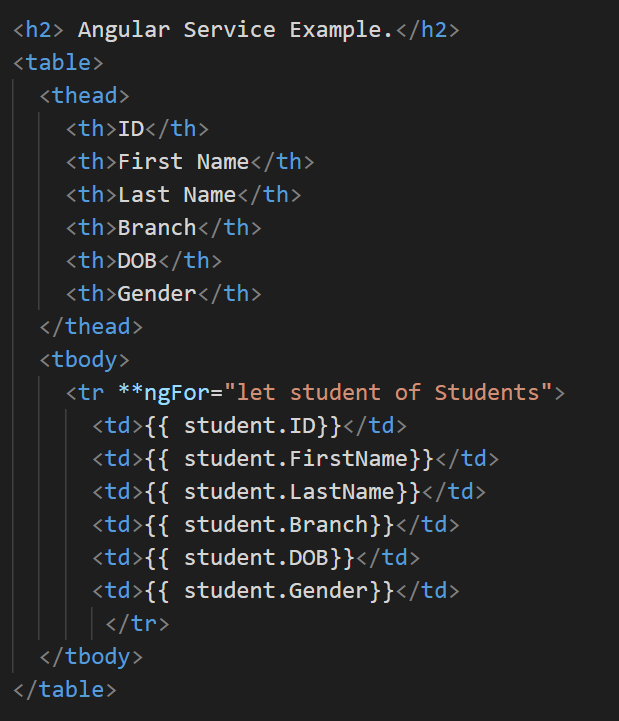 <h2> Angular Service Example.</h2>
<table>
  <thead>
    <th>ID</th>
    <th>First Name</th>
    <th>Last Name</th>
    <th>Branch</th>
    <th>DOB</th>
    <th>Gender</th>
  </thead>
  <tbody>
    <tr **ngFor="let student of Students">
      <td>{{ student.ID}}</td>
      <td>{{ student.FirstName}}</td>
      <td>{{ student.LastName}}</td>
      <td>{{ student.Branch}}</td>
      <td>{{ student.DOB}}</td>
      <td>{{ student.Gender}}</td>
       </tr>
  </tbody>
</table>